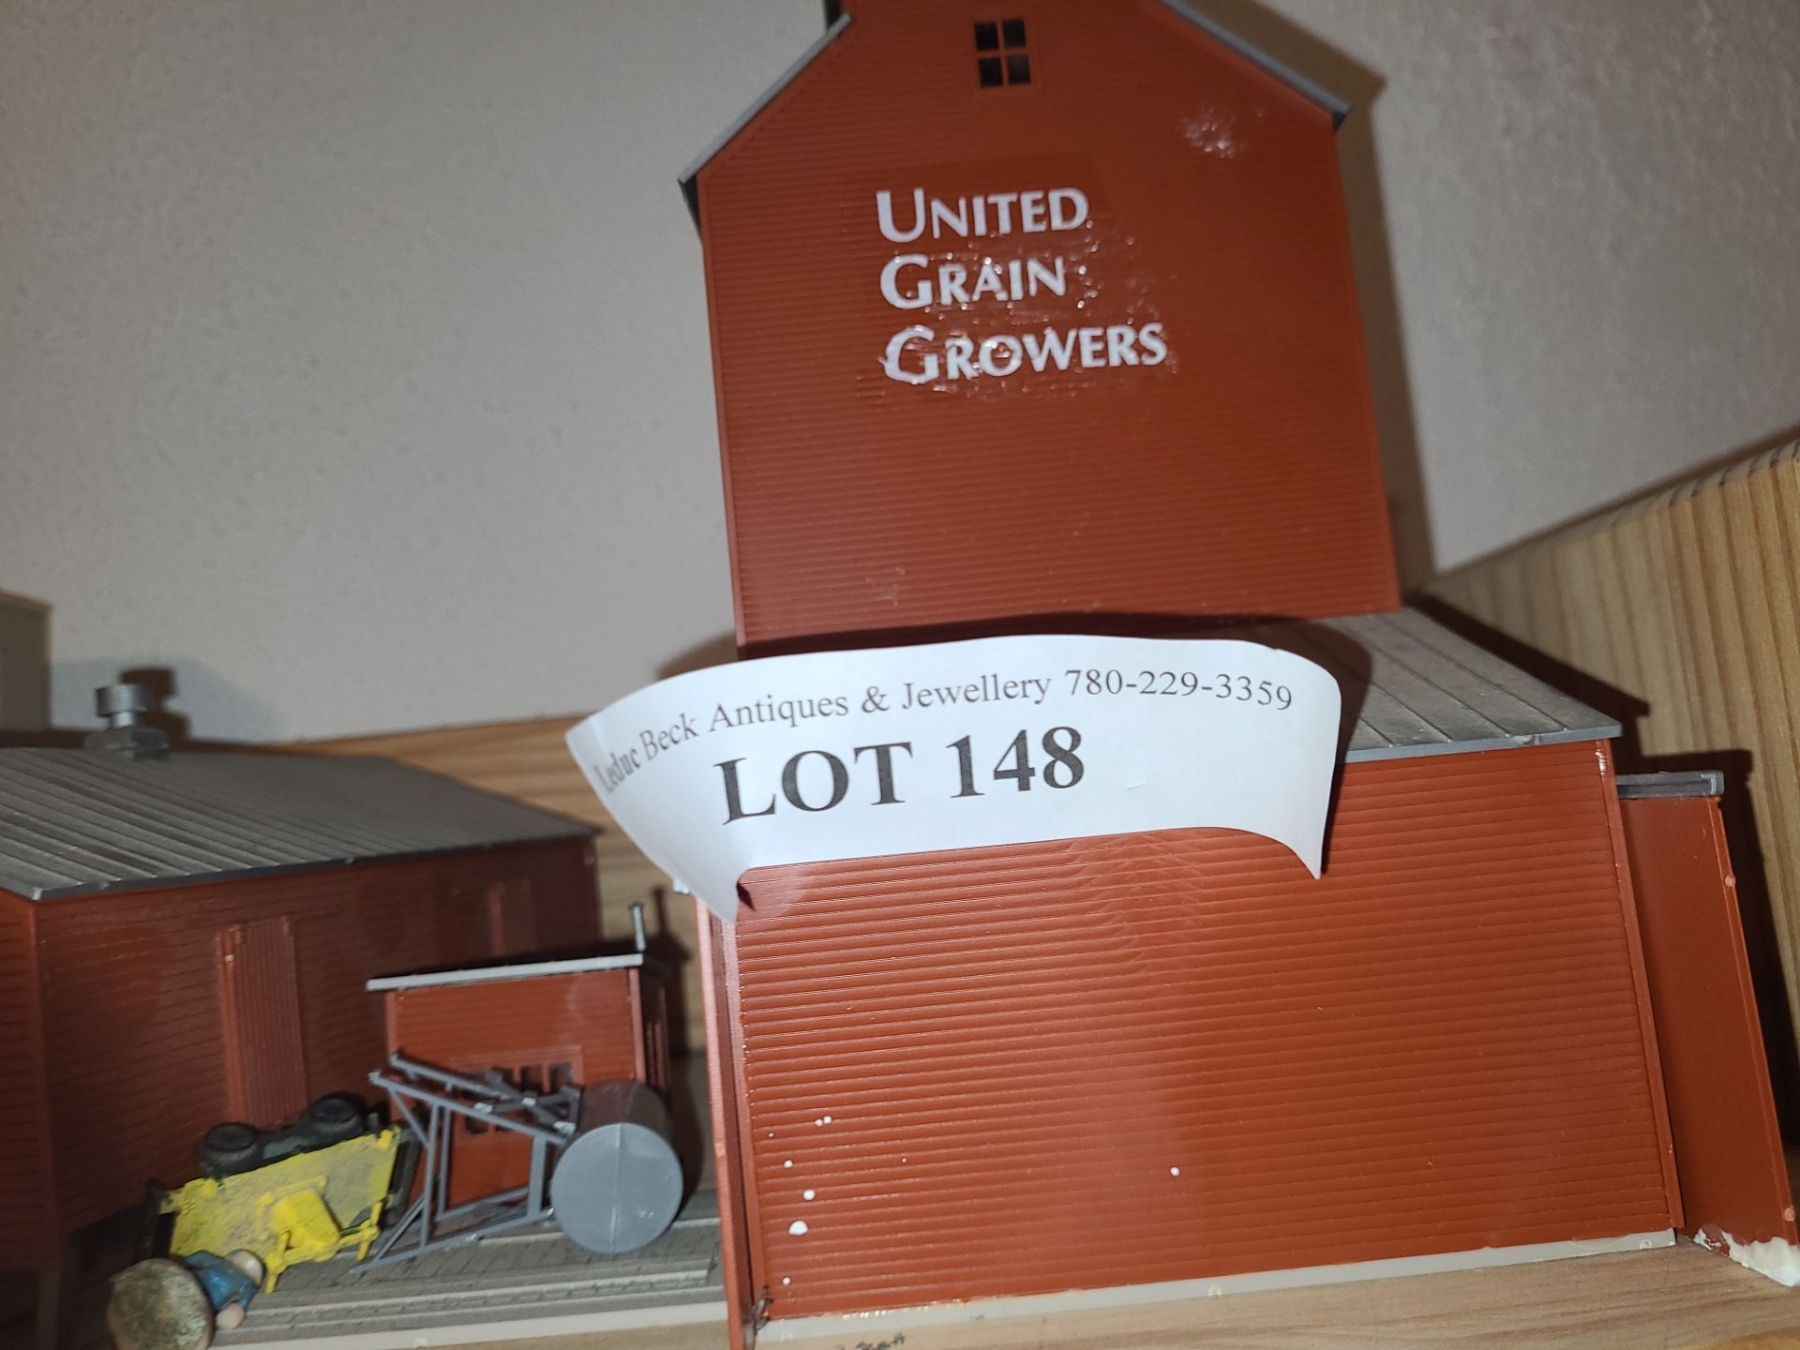 UNITED
GRAIN
GROWERS
Leduc Beck Antiques & Jewellery 780-229-3359
LOT 148